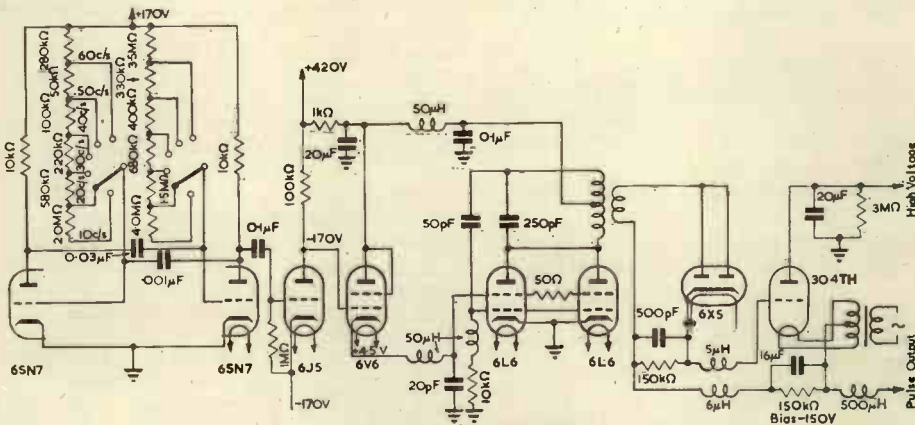 +170V
280kΩ
50kΩ
100kΩ
220kΩ
580kΩ
2.0MΩ
60c/s
50c/s
40c/s
30c/s
20c/s
10c/s
3·5MΩ
330kΩ
400kΩ
680kΩ
1·5MΩ
4.0MΩ
10kΩ
10kΩ
0·03µF
·001µF
0·1µF
6SN7
6SN7
+420V
1kΩ
20µF
100kΩ
-170V
1MΩ
6J5
-170V
6V6
+45V
50µH
0·1µF
50pF
250pF
50Ω
50µH
50µH
20pF
10kΩ
6L6
6L6
6X5
500pF
150kΩ
5µH
6µH
304TH
20µF
3MΩ
High Voltage
16µF
150kΩ
Bias-150V
500µH
Pulse Output